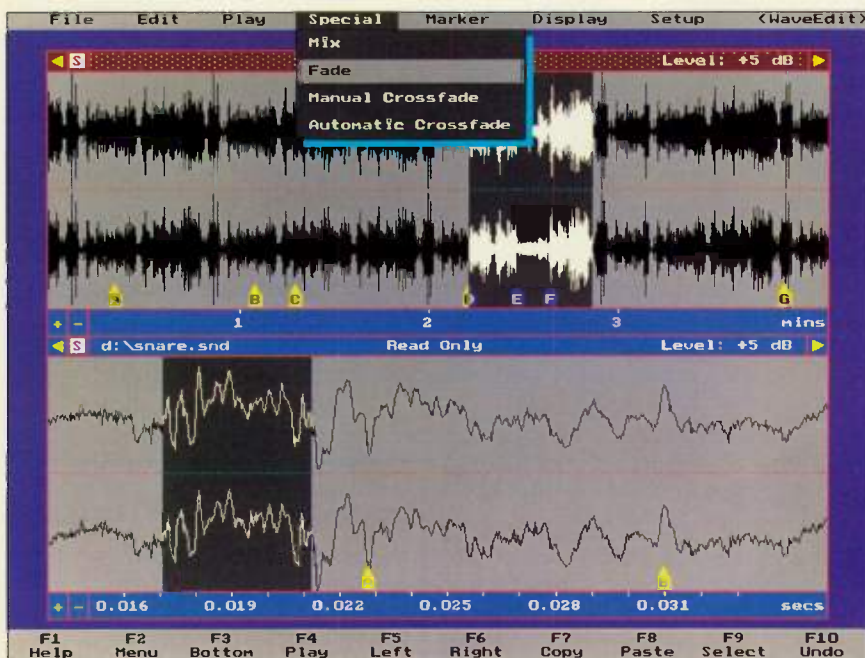 File Edit Play Special Marker Display Setup (WaveEdit)
Mix
Fade
Manual Crossfade
Automatic Crossfade
S Level: +5 dB
B C E F G
+ - 1 2 3 mins
S d:\snare.snd Read Only Level: +5 dB
+ - 0.016 0.019 0.022 0.025 0.028 0.031 secs
F1 F2 F3 F4 F5 F6 F7 F8 F9 F10
Help Menu Bottom Play Left Right Copy Paste Select Undo